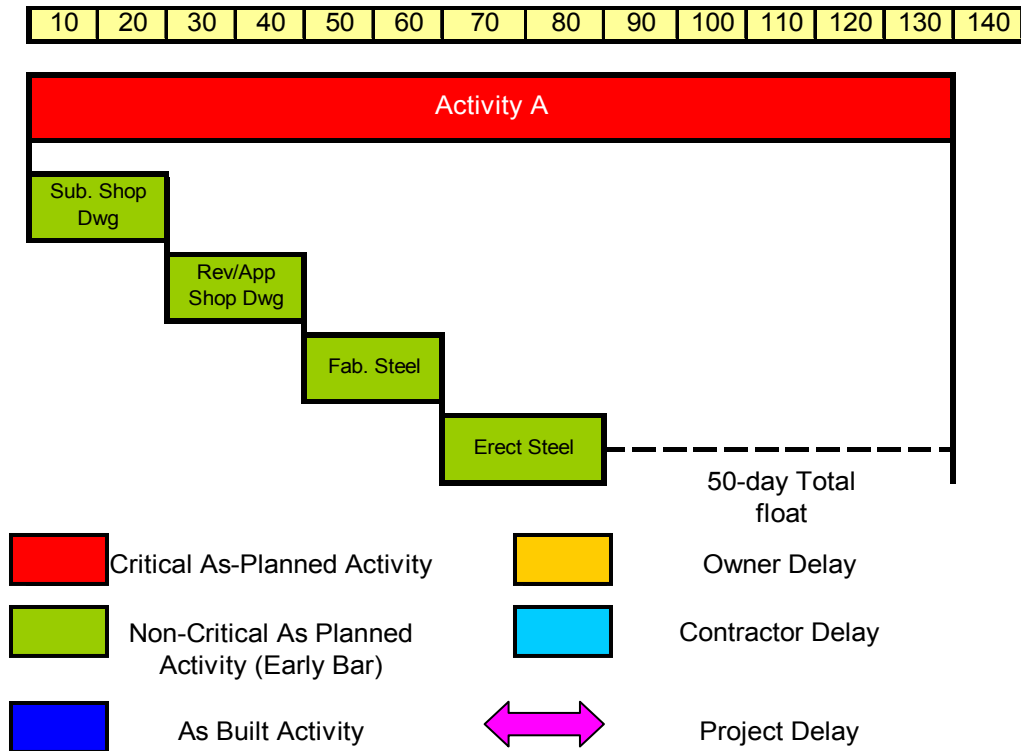 10 20 30 40 50 60 70 80 90 100 110 120 130 140
Activity A
Sub. Shop
Dwg
Rev/App
Shop Dwg
Fab. Steel
Erect Steel
50-day Total
float
Critical As-Planned Activity
Owner Delay
Non-Critical As Planned
Activity (Early Bar)
Contractor Delay
As Built Activity
Project Delay